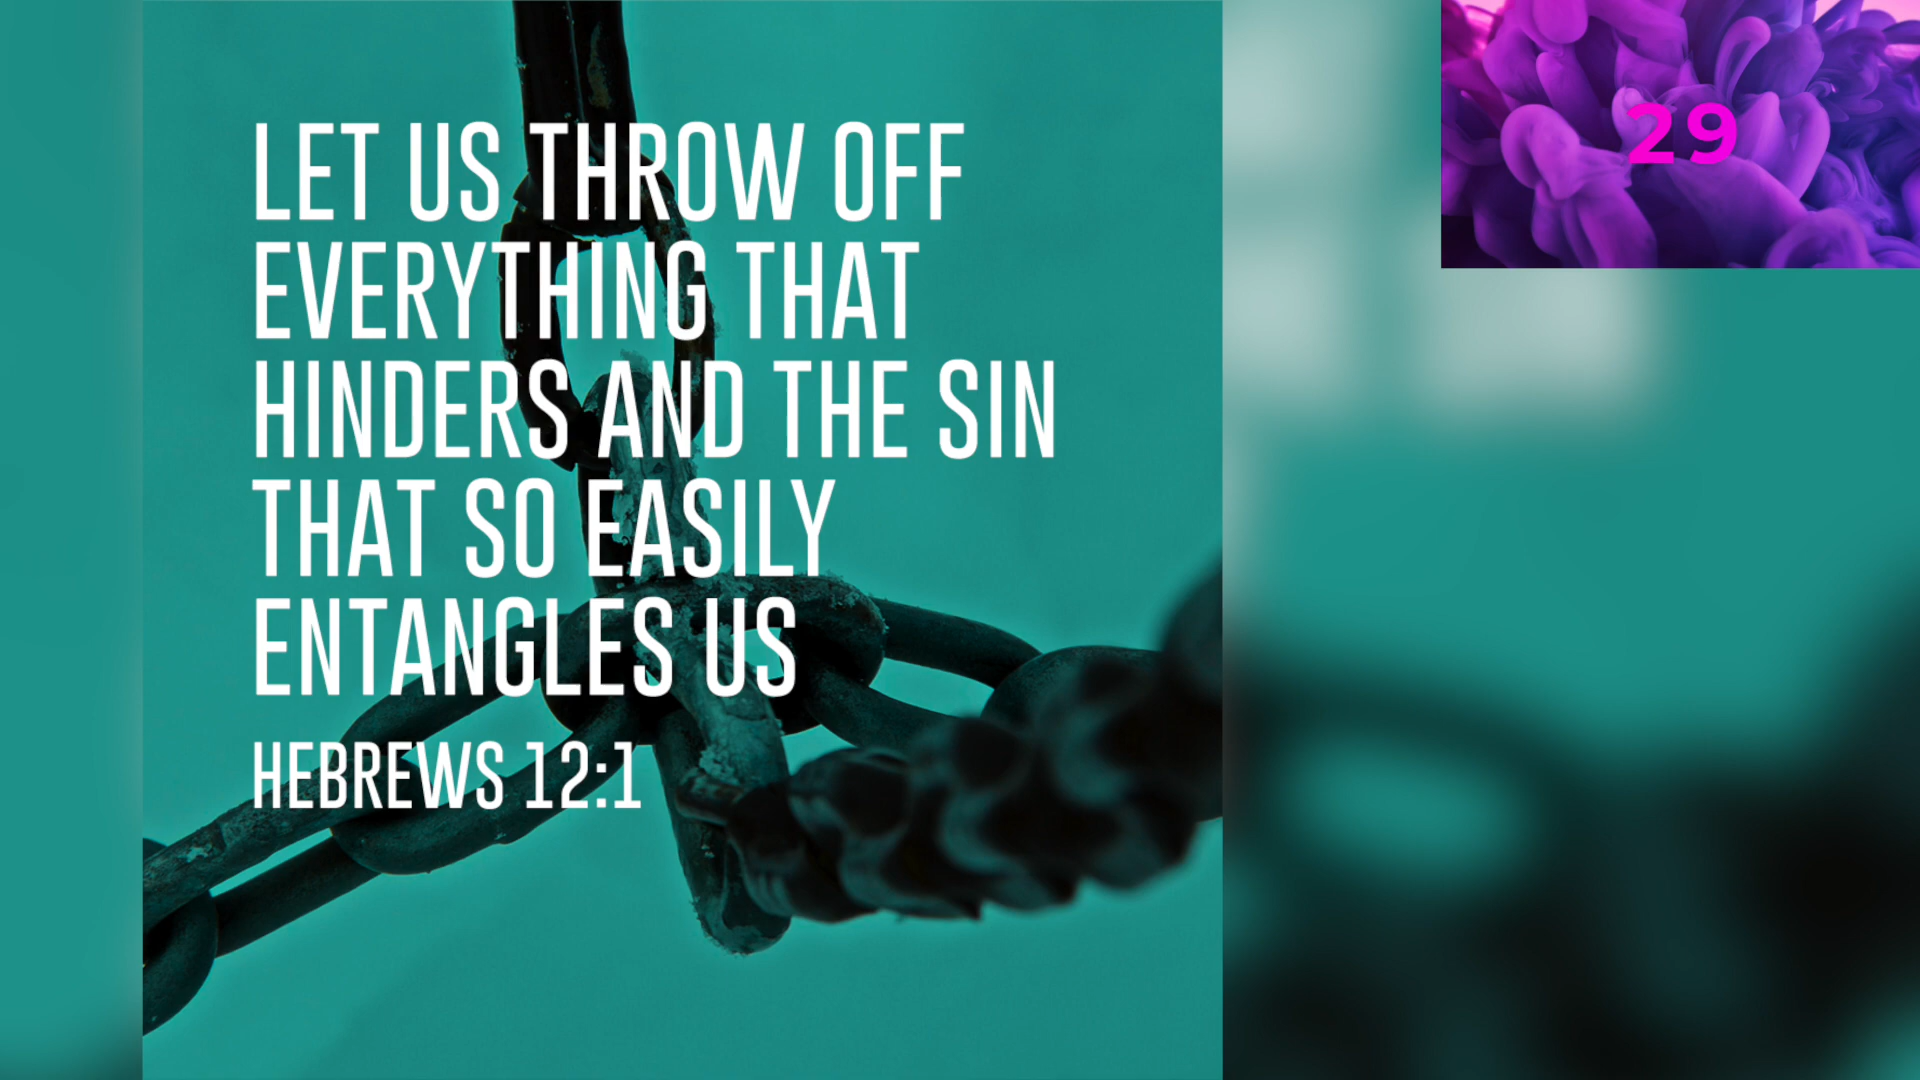 LET US THROW OFF
EVERYTHING THAT
HINDERS AND THE SIN
THAT SO EASILY
ENTANGLES US
HEBREWS 12:1
29